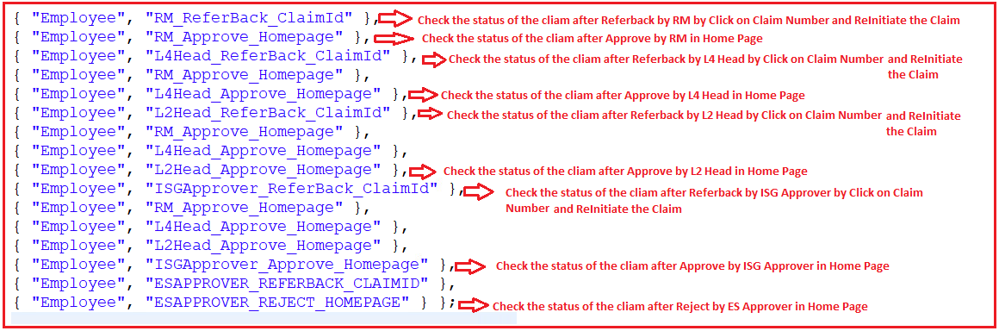 { "Employee", "RM_ReferBack_ClaimId" }, Check the status of the cliam after Referback by RM by Click on Claim Number and ReInitiate the Claim
{ "Employee", "RM_Approve_Homepage" }, Check the status of the cliam after Approve by RM in Home Page
{ "Employee", "L4Head_ReferBack_ClaimId" }, Check the status of the cliam after Referback by L4 Head by Click on Claim Number and ReInitiate
the Claim
{ "Employee", "RM_Approve_Homepage" },
{ "Employee", "L4Head_Approve_Homepage" }, Check the status of the cliam after Approve by L4 Head in Home Page
{ "Employee", "L2Head_ReferBack_ClaimId" }, Check the status of the cliam after Referback by L2 Head by Click on Claim Number and ReInitiate
the Claim
{ "Employee", "RM_Approve_Homepage" },
{ "Employee", "L4Head_Approve_Homepage" },
{ "Employee", "L2Head_Approve_Homepage" }, Check the status of the cliam after Approve by L2 Head in Home Page
{ "Employee", "ISGApprover_ReferBack_ClaimId" }, Check the status of the cliam after Referback by ISG Approver by Click on Claim
Number and ReInitiate the Claim
{ "Employee", "RM_Approve_Homepage" },
{ "Employee", "L4Head_Approve_Homepage" },
{ "Employee", "L2Head_Approve_Homepage" },
{ "Employee", "ISGApprover_Approve_Homepage" }, Check the status of the cliam after Approve by ISG Approver in Home Page
{ "Employee", "ESAPPROVER_REFERBACK_CLAIMID" },
{ "Employee", "ESAPPROVER_REJECT_HOMEPAGE" } }; Check the status of the cliam after Reject by ES Approver in Home Page